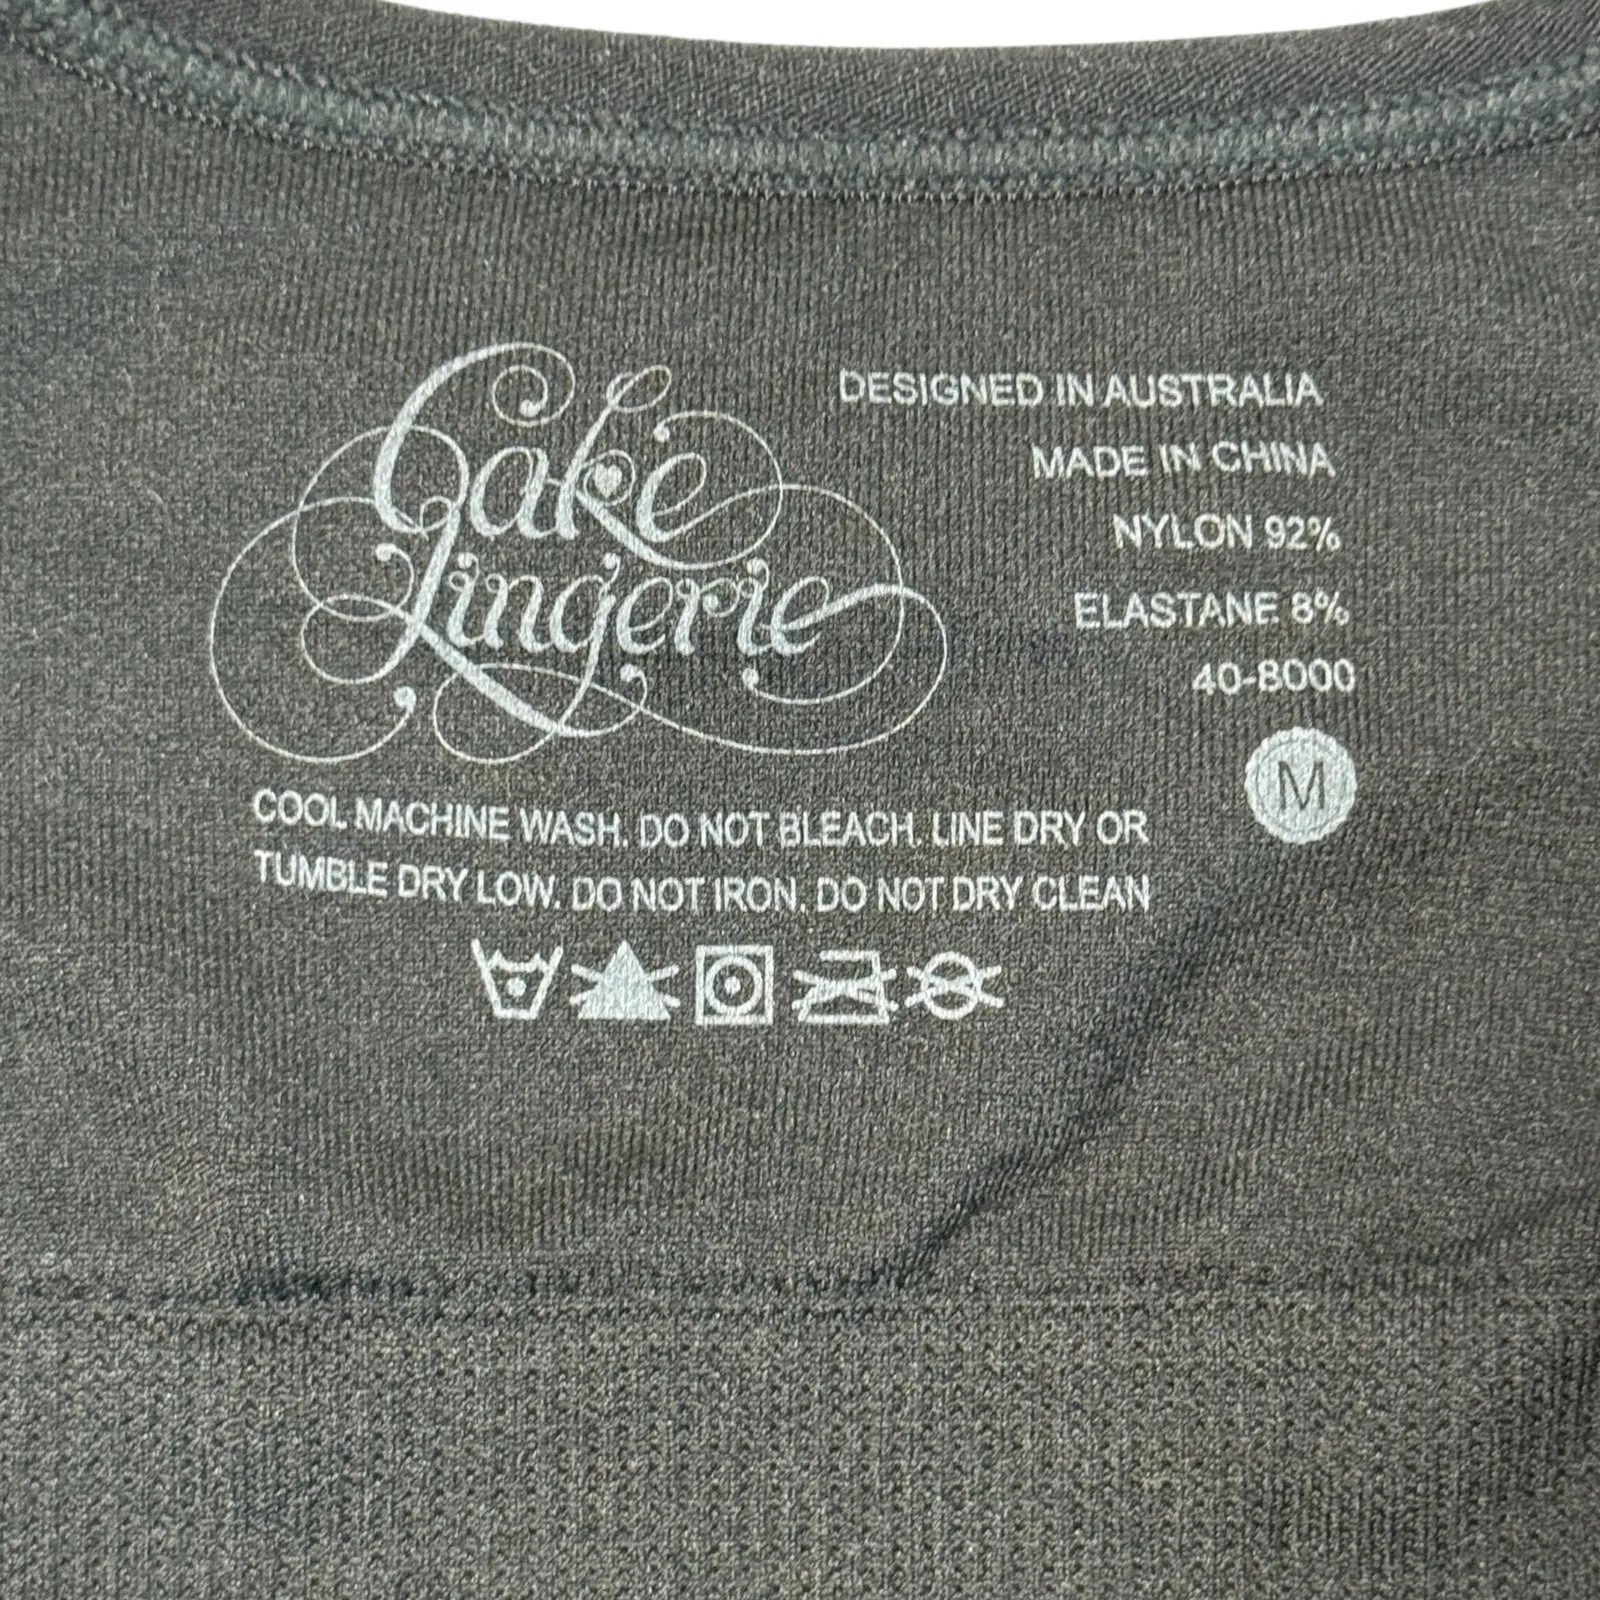 Cake
Lingerie
DESIGNED IN AUSTRALIA
MADE IN CHINA
NYLON 92%
ELASTANE 8%
40-8000
M
COOL MACHINE WASH. DO NOT BLEACH. LINE DRY OR
TUMBLE DRY LOW. DO NOT IRON. DO NOT DRY CLEAN